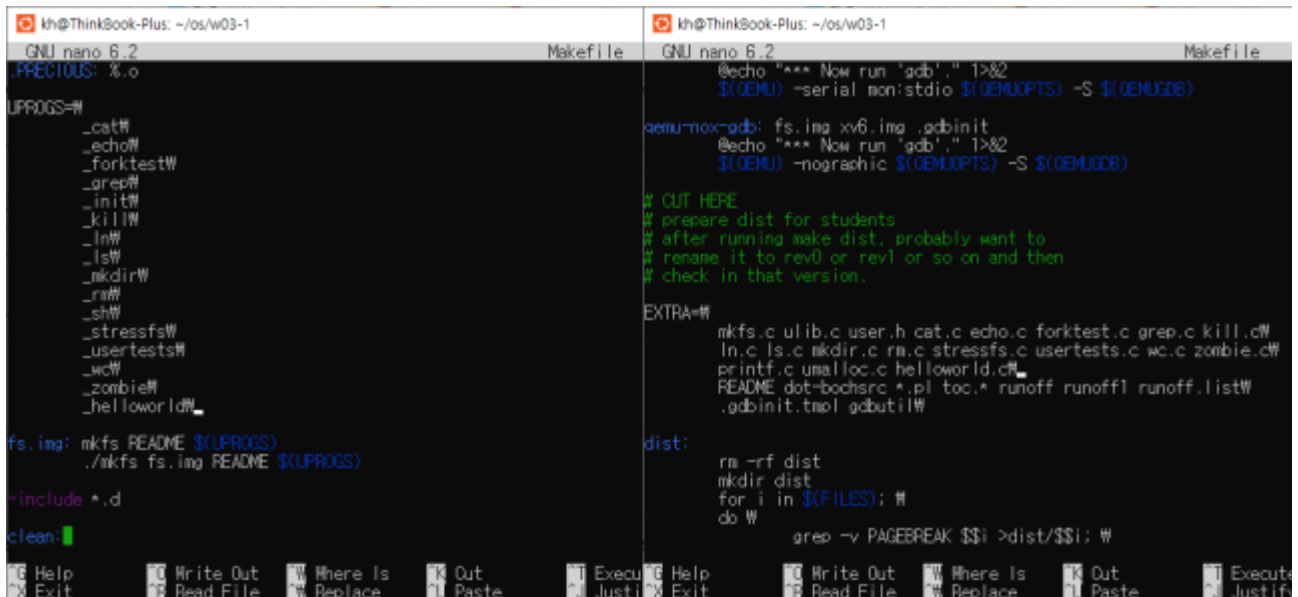 kh@ThinkBook-Plus: ~/os/w03-1
GNU nano 6.2 Makefile
.PRECIOUS: %.o
UPROGS=₩
_cat₩
_echo₩
_forktest₩
_grep₩
_init₩
_kill₩
_ln₩
_ls₩
_mkdir₩
_rm₩
_sh₩
_stressfs₩
_usertests₩
_wc₩
_zombie₩
_helloworld₩
fs.img: mkfs README $(UPROGS)
./mkfs fs.img README $(UPROGS)
-include *.d
clean:
^G Help ^O Write Out ^W Where Is ^K Cut ^T Execu
^X Exit ^R Read File ^₩ Replace ^U Paste ^J Justi
kh@ThinkBook-Plus: ~/os/w03-1
GNU nano 6.2 Makefile
@echo "*** Now run 'gdb'." 1>&2
$(QEMU) -serial mon:stdio $(QEMUOPTS) -S $(QEMUGDB)
qemu-nox-gdb: fs.img xv6.img .gdbinit
@echo "*** Now run 'gdb'." 1>&2
$(QEMU) -nographic $(QEMUOPTS) -S $(QEMUGDB)
# CUT HERE
# prepare dist for students
# after running make dist, probably want to
# rename it to rev0 or rev1 or so on and then
# check in that version.
EXTRA=₩
mkfs.c ulib.c user.h cat.c echo.c forktest.c grep.c kill.c₩
ln.c ls.c mkdir.c rm.c stressfs.c usertests.c wc.c zombie.c₩
printf.c umalloc.c helloworld.c₩
README dot-bochsrc *.pl toc.* runoff runoff1 runoff.list₩
.gdbinit.tmpl gdbutil₩
dist:
rm -rf dist
mkdir dist
for i in $(FILES); ₩
do ₩
grep -v PAGEBREAK $$i >dist/$$i; ₩
^G Help ^O Write Out ^W Where Is ^K Cut ^T Execute
^X Exit ^R Read File ^₩ Replace ^U Paste ^J Justify